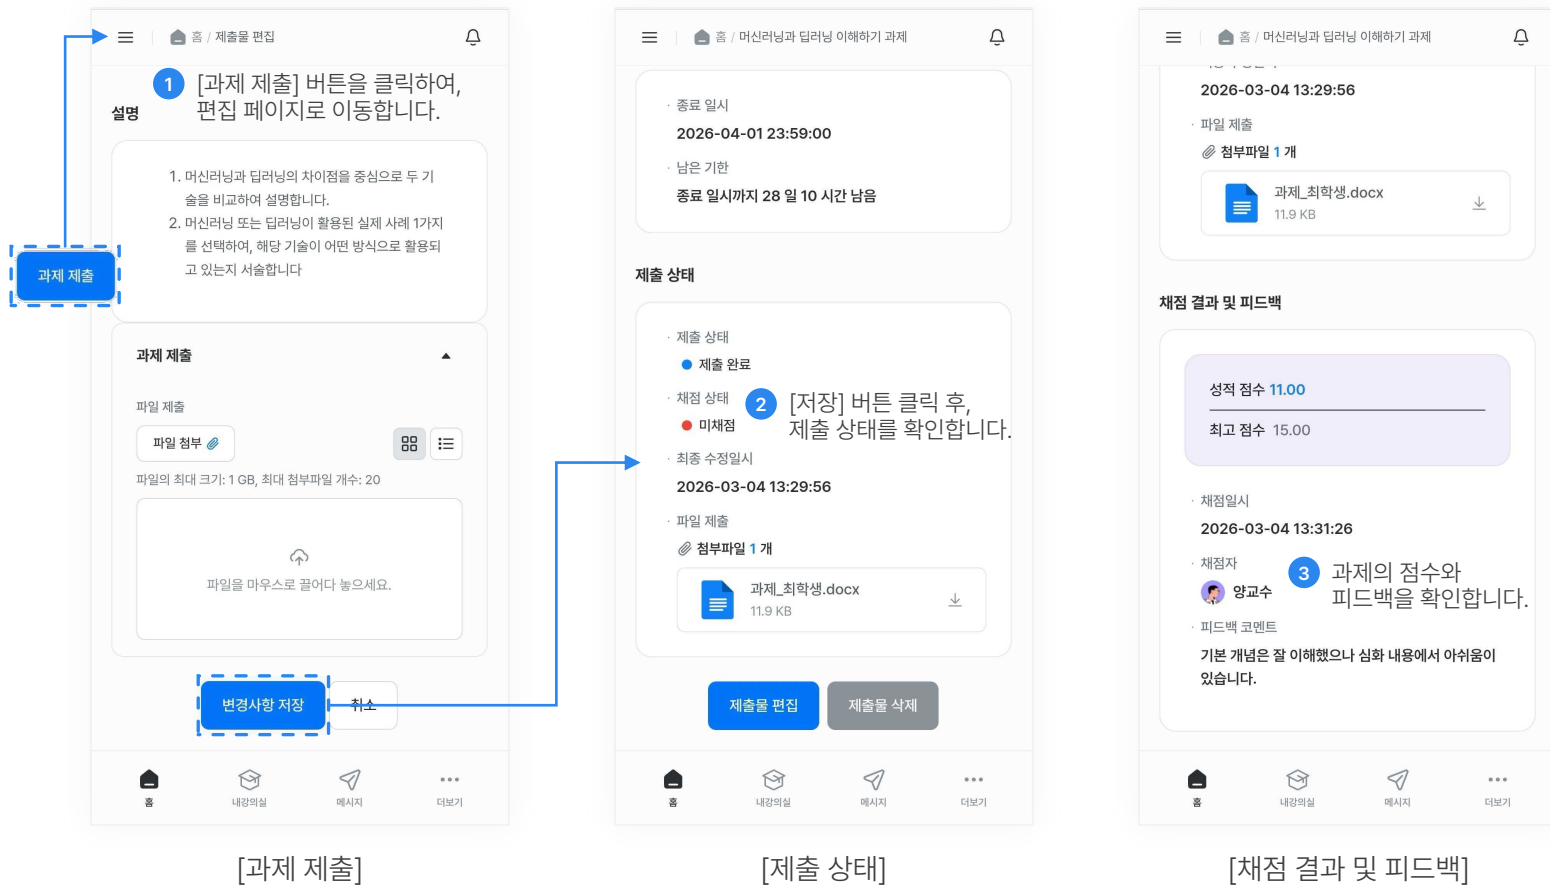 홈 / 제출물 편집
1 [과제 제출] 버튼을 클릭하여,
편집 페이지로 이동합니다.
설명
1. 머신러닝과 딥러닝의 차이점을 중심으로 두 기
술을 비교하여 설명합니다.
2. 머신러닝 또는 딥러닝이 활용된 실제 사례 1가지
를 선택하여, 해당 기술이 어떤 방식으로 활용되
고 있는지 서술합니다
과제 제출
과제 제출
파일 제출
파일 첨부
파일의 최대 크기: 1 GB, 최대 첨부파일 개수: 20
파일을 마우스로 끌어다 놓으세요.
변경사항 저장
취소
홈
내강의실
메시지
더보기
[과제 제출]
홈 / 머신러닝과 딥러닝 이해하기 과제
· 종료 일시
2026-04-01 23:59:00
· 남은 기한
종료 일시까지 28 일 10 시간 남음
제출 상태
· 제출 상태
제출 완료
· 채점 상태
미채점
2 [저장] 버튼 클릭 후,
제출 상태를 확인합니다.
· 최종 수정일시
2026-03-04 13:29:56
· 파일 제출
첨부파일 1 개
과제_최학생.docx
11.9 KB
제출물 편집
제출물 삭제
홈
내강의실
메시지
더보기
[제출 상태]
홈 / 머신러닝과 딥러닝 이해하기 과제
2026-03-04 13:29:56
· 파일 제출
첨부파일 1 개
과제_최학생.docx
11.9 KB
채점 결과 및 피드백
성적 점수 11.00
최고 점수 15.00
· 채점일시
2026-03-04 13:31:26
· 채점자
양교수
3 과제의 점수와
피드백을 확인합니다.
· 피드백 코멘트
기본 개념은 잘 이해했으나 심화 내용에서 아쉬움이
있습니다.
홈
내강의실
메시지
더보기
[채점 결과 및 피드백]